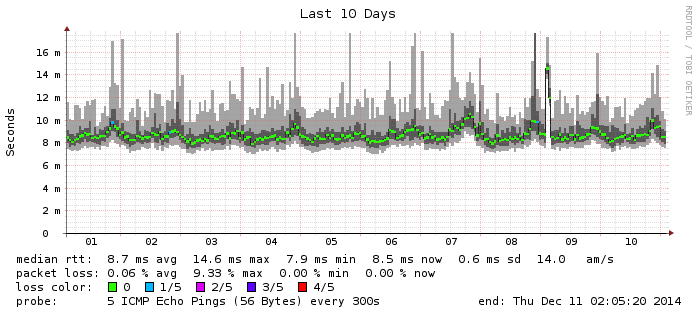 Last 10 Days
RRDTOOL / TOBI OETIKER
Seconds
16 m
14 m
12 m
10 m
8 m
6 m
4 m
2 m
0
01 02 03 04 05 06 07 08 09 10
median rtt: 8.7 ms avg 14.6 ms max 7.9 ms min 8.5 ms now 0.6 ms sd 14.0 am/s
packet loss: 0.06 % avg 9.33 % max 0.00 % min 0.00 % now
loss color: 0 1/5 2/5 3/5 4/5
probe: 5 ICMP Echo Pings (56 Bytes) every 300s end: Thu Dec 11 02:05:20 2014